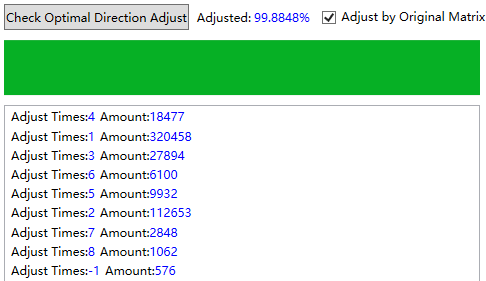 Check Optimal Direction Adjust Adjusted: 99.8848% Adjust by Original Matrix
Adjust Times:4 Amount:18477
Adjust Times:1 Amount:320458
Adjust Times:3 Amount:27894
Adjust Times:6 Amount:6100
Adjust Times:5 Amount:9932
Adjust Times:2 Amount:112653
Adjust Times:7 Amount:2848
Adjust Times:8 Amount:1062
Adjust Times:-1 Amount:576